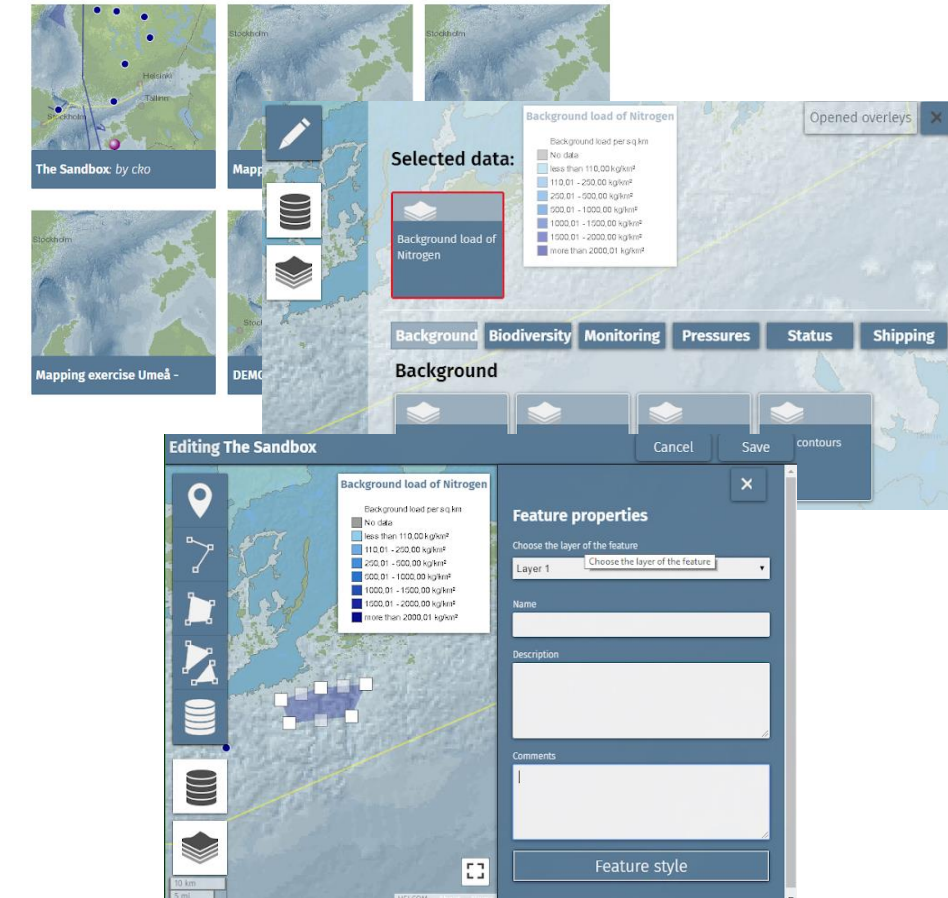 Stockholm
Stockholm
Helsinki
Tallinn
Stockholm
The Sandbox: by cko
Mapp
Stockholm
Stoc
Mapping exercise Umeå -
DEMO
Opened overleys
Selected data:
Background load of
Nitrogen
Background load of Nitrogen
Background load per sq.km
No data
less than 110,00 kg/km²
110,01 - 250,00 kg/km²
250,01 - 500,00 kg/km²
500,01 - 1000,00 kg/km²
1000,01 - 1500,00 kg/km²
1500,01 - 2000,00 kg/km²
more than 2000,01 kg/km²
Background Biodiversity Monitoring Pressures Status Shipping
Background
contours
Editing The Sandbox
Cancel Save
Background load of Nitrogen
Background load per sq.km
No data
less than 110,00 kg/km²
110,01 - 250,00 kg/km²
250,01 - 500,00 kg/km²
500,01 - 1000,00 kg/km²
1000,01 - 1500,00 kg/km²
1500,01 - 2000,00 kg/km²
more than 2000,01 kg/km²
10 km
5 mi
Feature properties
Choose the layer of the feature
Layer 1
Choose the layer of the feature
Name
Description
Comments
Feature style